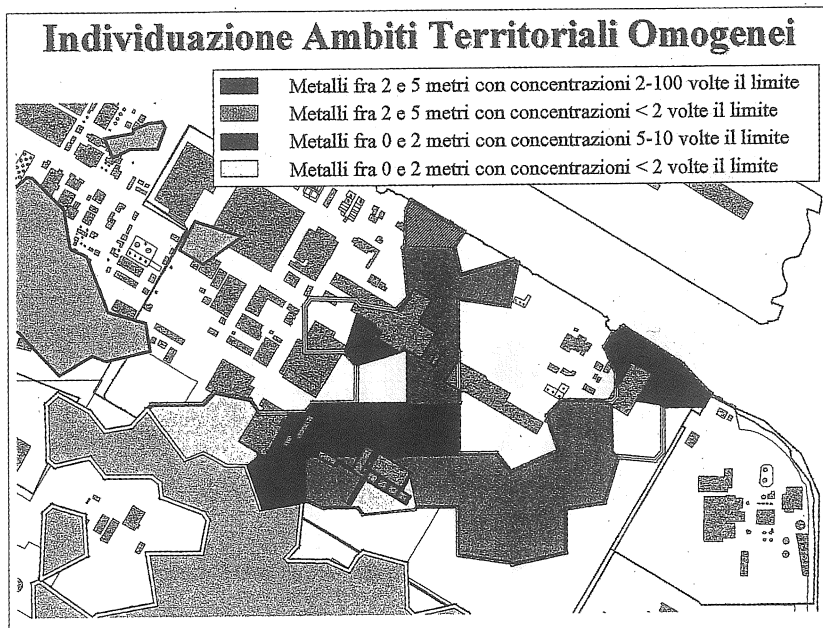 Individuazione Ambiti Territoriali Omogenei
Metalli fra 2 e 5 metri con concentrazioni 2-100 volte il limite
Metalli fra 2 e 5 metri con concentrazioni < 2 volte il limite
Metalli fra 0 e 2 metri con concentrazioni 5-10 volte il limite
Metalli fra 0 e 2 metri con concentrazioni < 2 volte il limite